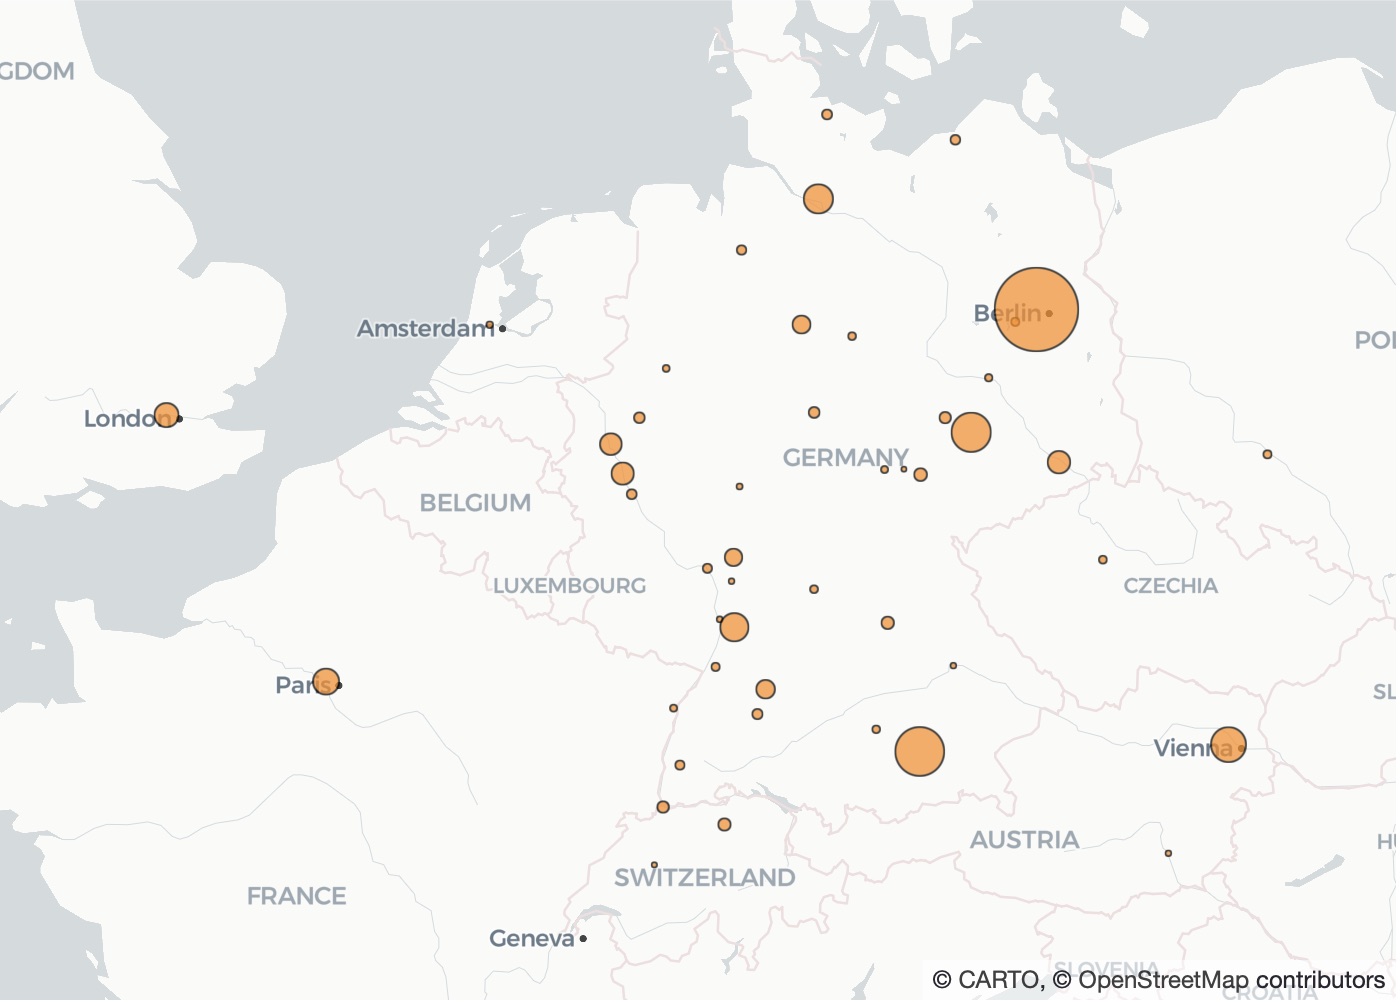 GDOM
Berlin
Amsterdam
POI
London
GERMANY
BELGIUM
LUXEMBOURG
CZECHIA
Paris
SL
Vienna
AUSTRIA
HU
SWITZERLAND
FRANCE
Geneva
SLOVENIA
© CARTO, © OpenStreetMap contributors
CROATIA